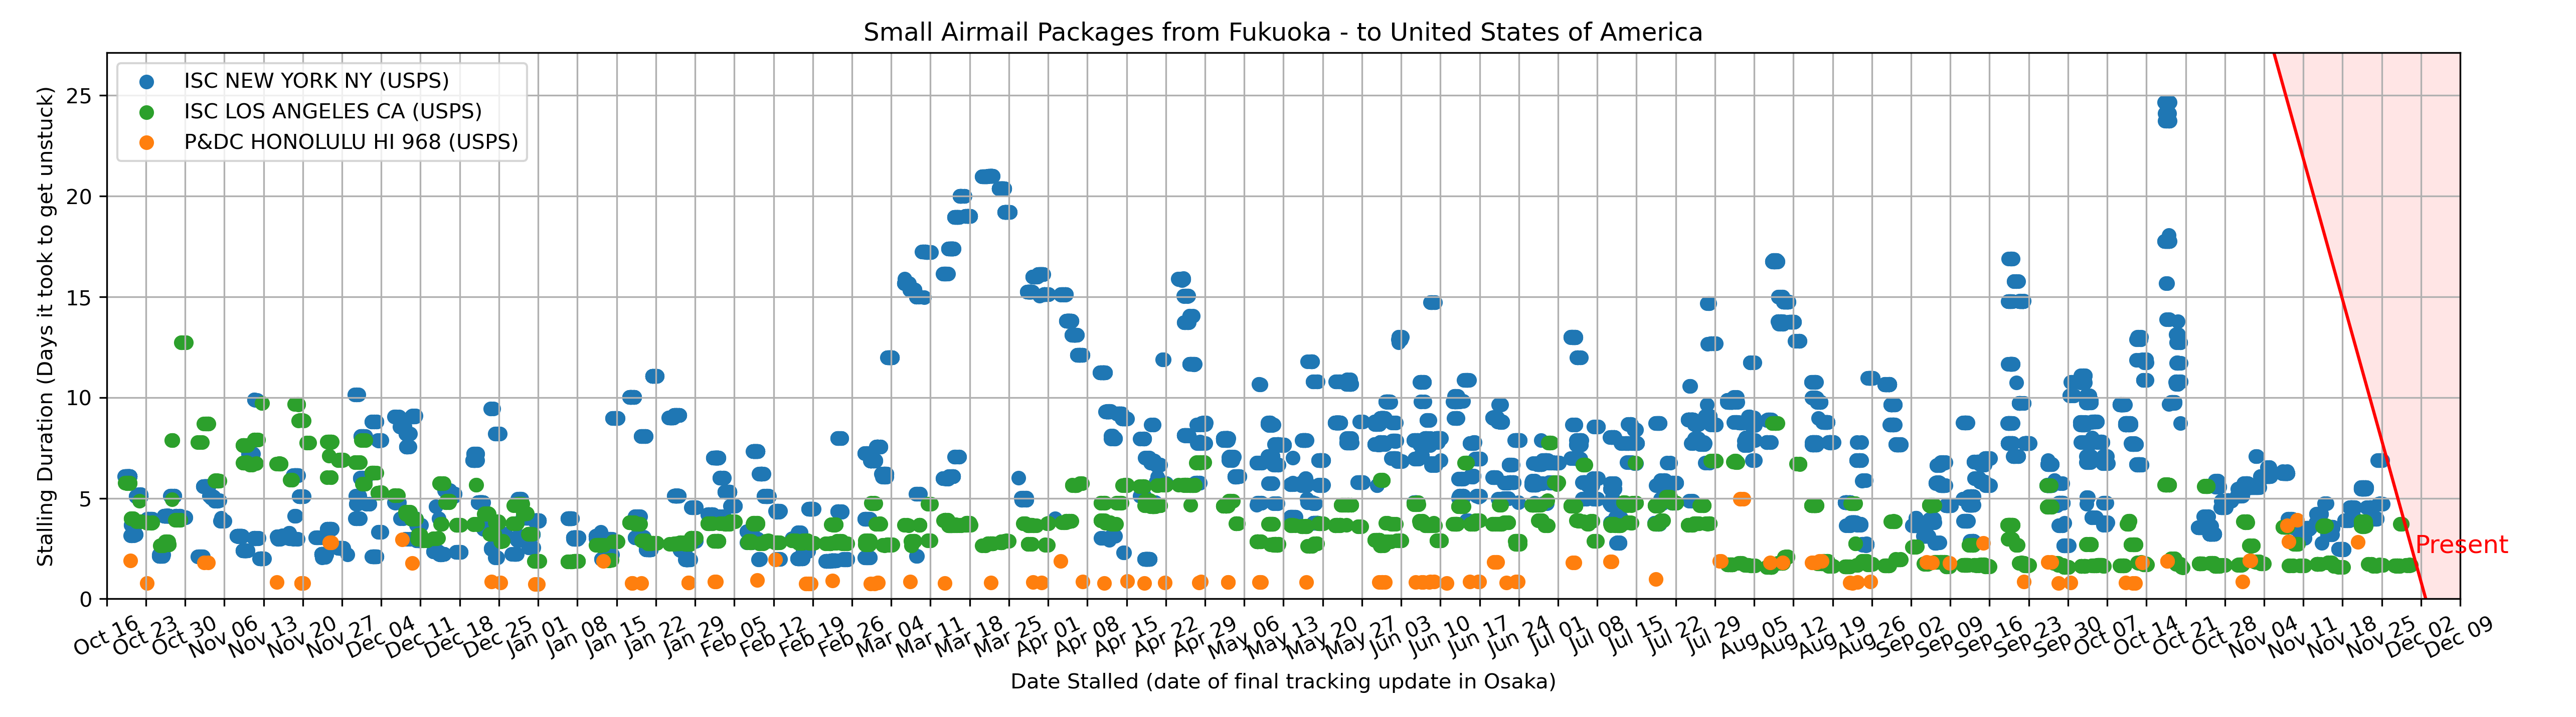 Small Airmail Packages from Fukuoka - to United States of America
ISC NEW YORK NY (USPS)
ISC LOS ANGELES CA (USPS)
P&DC HONOLULU HI 968 (USPS)
Stalling Duration (Days it took to get unstuck)
25
20
15
10
5
0
Present
Oct 16 Oct 23 Oct 30 Nov 06 Nov 13 Nov 20 Nov 27 Dec 04 Dec 11 Dec 18 Dec 25 Jan 01 Jan 08 Jan 15 Jan 22 Jan 29 Feb 05 Feb 12 Feb 19 Feb 26 Mar 04 Mar 11 Mar 18 Mar 25 Apr 01 Apr 08 Apr 15 Apr 22 Apr 29 May 06 May 13 May 20 May 27 Jun 03 Jun 10 Jun 17 Jun 24 Jul 01 Jul 08 Jul 15 Jul 22 Jul 29 Aug 05 Aug 12 Aug 19 Aug 26 Sep 02 Sep 09 Sep 16 Sep 23 Sep 30 Oct 07 Oct 14 Oct 21 Oct 28 Nov 04 Nov 11 Nov 18 Nov 25 Dec 02 Dec 09
Date Stalled (date of final tracking update in Osaka)